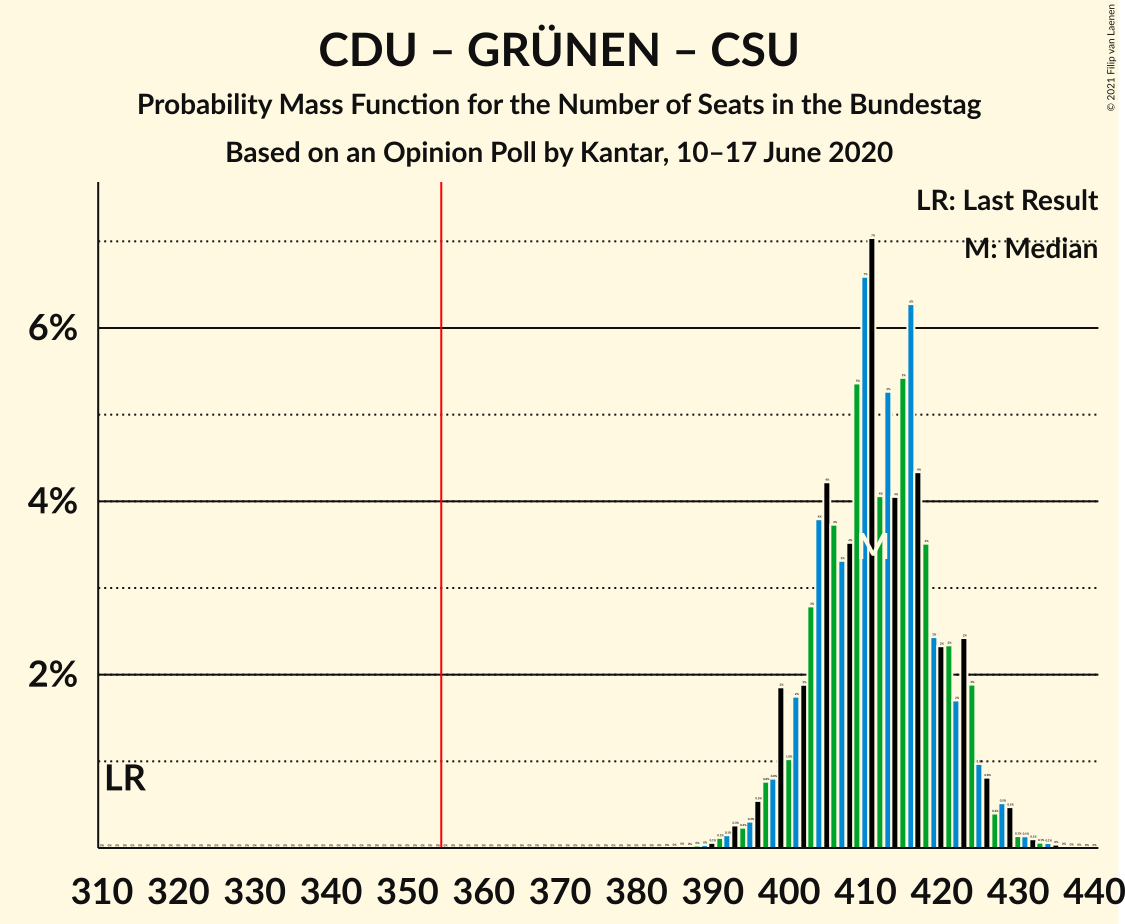 CDU – GRÜNEN – CSU
Probability Mass Function for the Number of Seats in the Bundestag
Based on an Opinion Poll by Kantar, 10–17 June 2020
© 2021 Filip van Laenen
LR: Last Result
M: Median
6%
4%
2%
M
LR
310 320 330 340 350 360 370 380 390 400 410 420 430 440